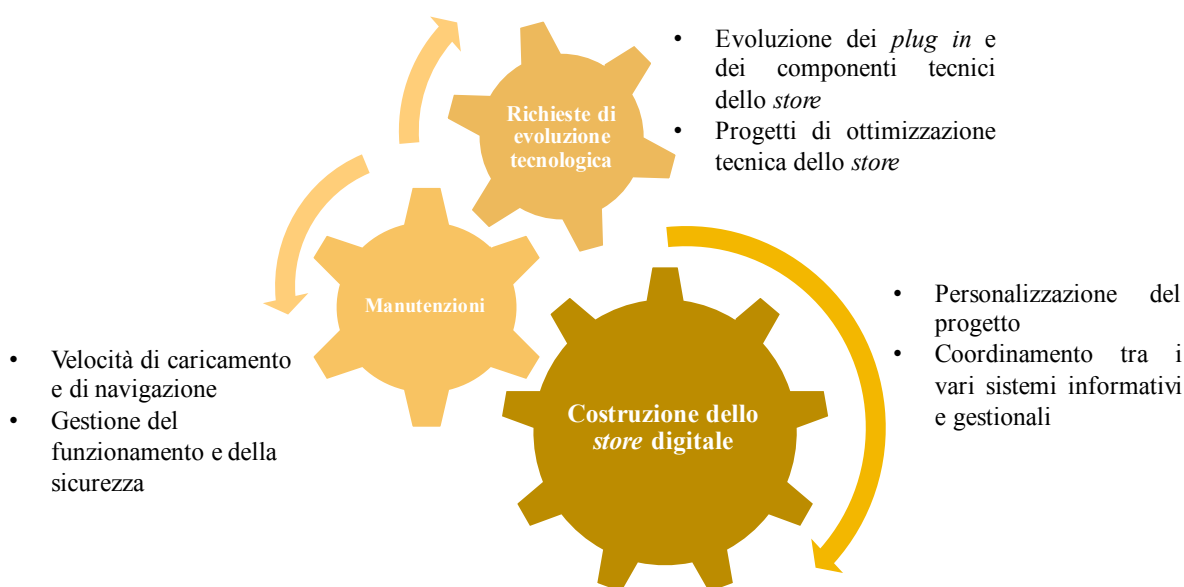 • Evoluzione dei plug in e
dei componenti tecnici
dello store
• Progetti di ottimizzazione
tecnica dello store
Richieste di
evoluzione
tecnologica
Manutenzioni
• Velocità di caricamento
e di navigazione
• Gestione del
funzionamento e della
sicurezza
Costruzione dello
store digitale
• Personalizzazione del
progetto
• Coordinamento tra i
vari sistemi informativi
e gestionali